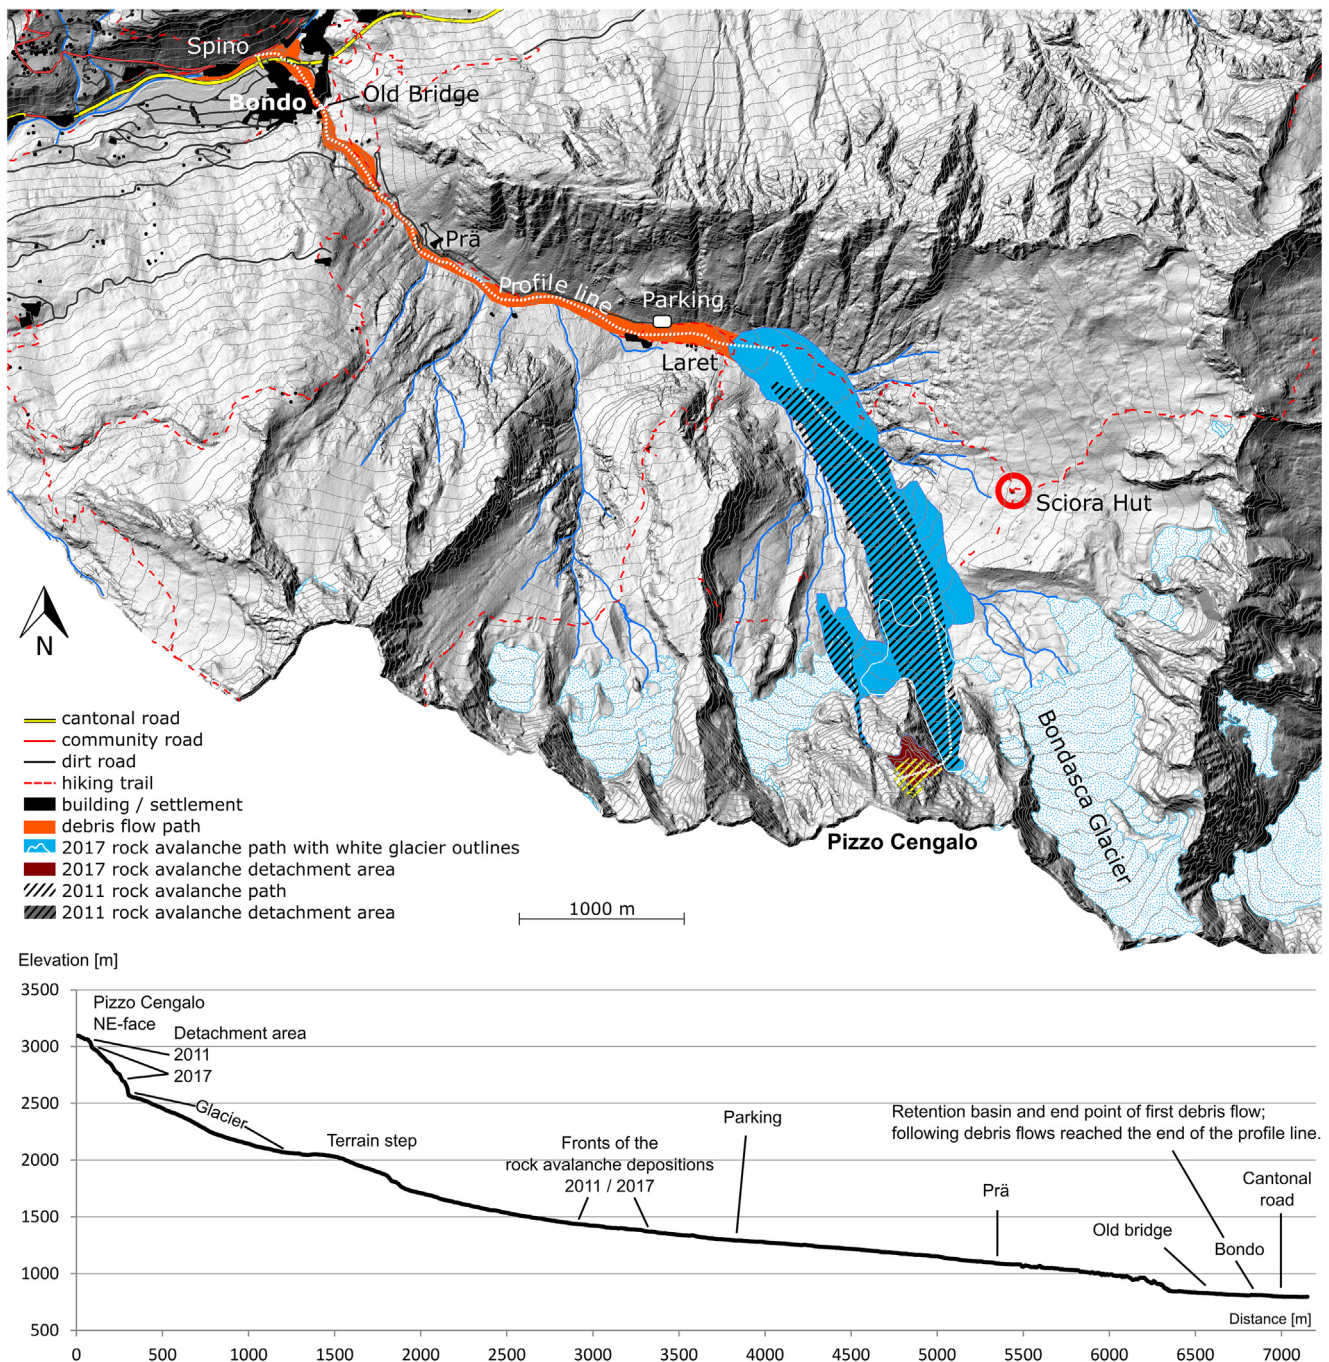 Spino
Bondo
Old Bridge
Prä
Profile line
Parking
Laret
Sciora Hut
N
Bondasca Glacier
Pizzo Cengalo
cantonal road
community road
dirt road
hiking trail
building / settlement
debris flow path
2017 rock avalanche path with white glacier outlines
2017 rock avalanche detachment area
2011 rock avalanche path
2011 rock avalanche detachment area
1000 m
Elevation [m]
3500
3000
2500
2000
1500
1000
500
Pizzo Cengalo
NE-face
Detachment area
2011
2017
Glacier
Terrain step
Fronts of the
rock avalanche depositions
2011 / 2017
Parking
Retention basin and end point of first debris flow;
following debris flows reached the end of the profile line.
Prä
Old bridge
Bondo
Cantonal
road
Distance [m]
0 500 1000 1500 2000 2500 3000 3500 4000 4500 5000 5500 6000 6500 7000